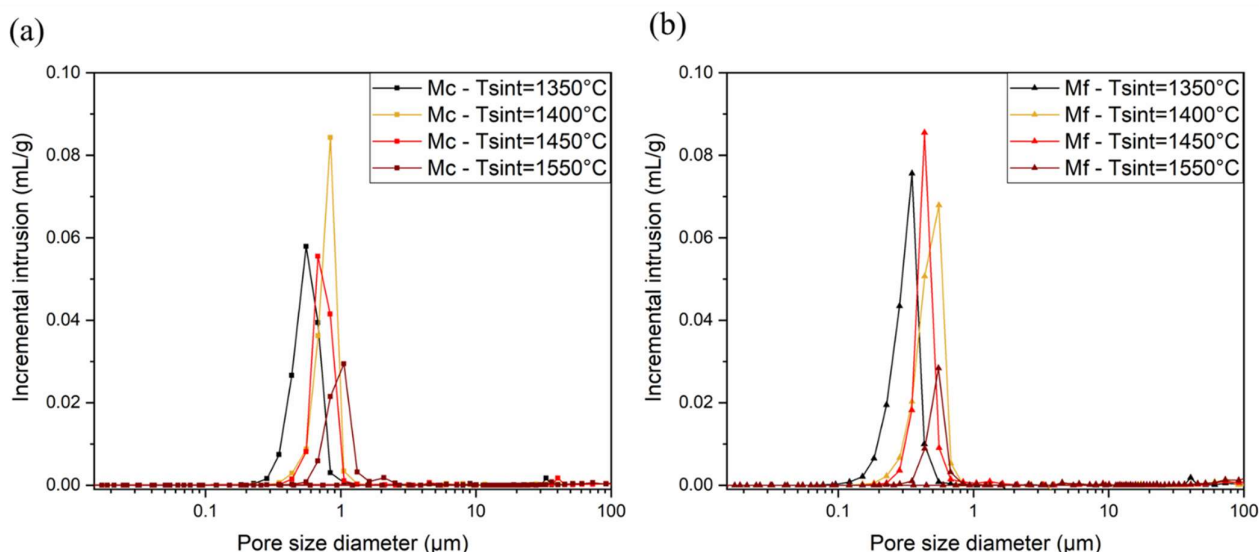 (a)
0.10
0.08
0.06
0.04
0.02
0.00
Incremental intrusion (mL/g)
Mc - Tsint=1350°C
Mc - Tsint=1400°C
Mc - Tsint=1450°C
Mc - Tsint=1550°C
0.1
1
10
100
Pore size diameter (µm)
(b)
0.10
0.08
0.06
0.04
0.02
0.00
Incremental intrusion (mL/g)
Mf - Tsint=1350°C
Mf - Tsint=1400°C
Mf - Tsint=1450°C
Mf - Tsint=1550°C
0.1
1
10
100
Pore size diameter (µm)